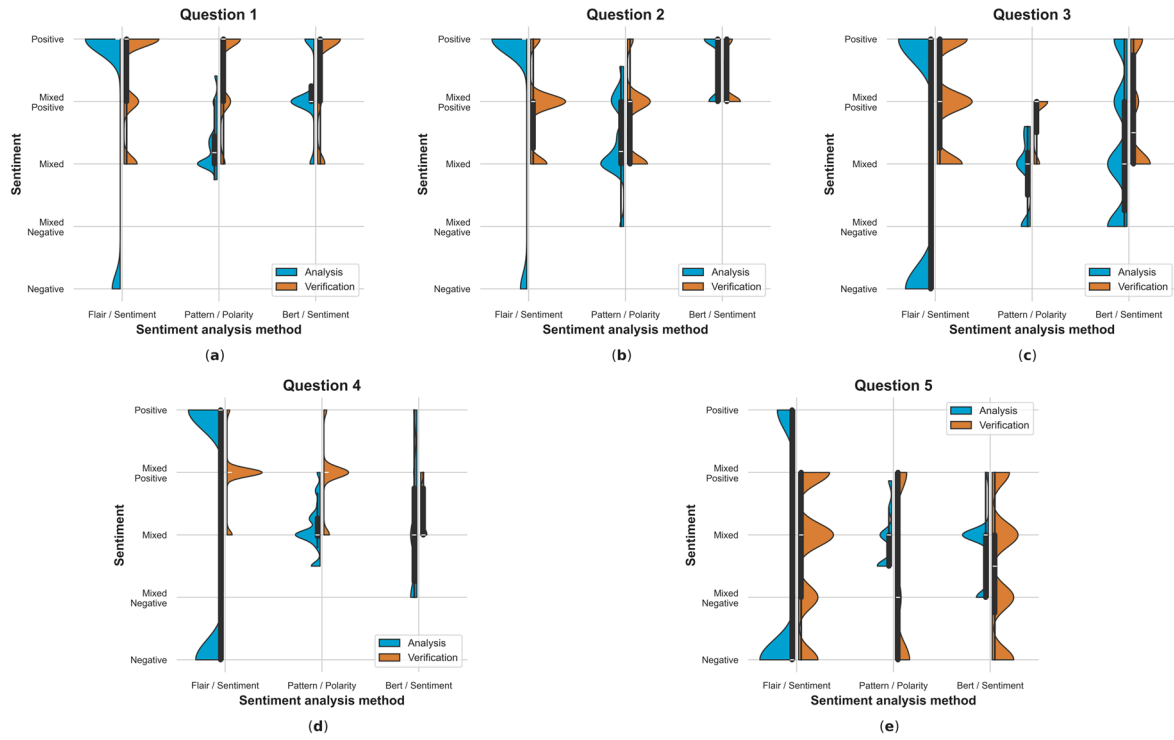 Question 1
Positive
Mixed
Positive
Mixed
Mixed
Negative
Negative
Sentiment
Analysis
Verification
Flair / Sentiment
Pattern / Polarity
Bert / Sentiment
Sentiment analysis method
(a)
Question 2
Positive
Mixed
Positive
Mixed
Mixed
Negative
Negative
Sentiment
Analysis
Verification
Flair / Sentiment
Pattern / Polarity
Bert / Sentiment
Sentiment analysis method
(b)
Question 3
Positive
Mixed
Positive
Mixed
Mixed
Negative
Negative
Sentiment
Analysis
Verification
Flair / Sentiment
Pattern / Polarity
Bert / Sentiment
Sentiment analysis method
(c)
Question 4
Positive
Mixed
Positive
Mixed
Mixed
Negative
Negative
Sentiment
Analysis
Verification
Flair / Sentiment
Pattern / Polarity
Bert / Sentiment
Sentiment analysis method
(d)
Question 5
Positive
Mixed
Positive
Mixed
Mixed
Negative
Negative
Sentiment
Analysis
Verification
Flair / Sentiment
Pattern / Polarity
Bert / Sentiment
Sentiment analysis method
(e)